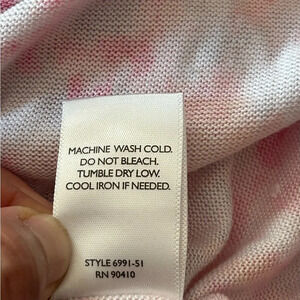 MACHINE WASH COLD.
DO NOT BLEACH.
TUMBLE DRY LOW.
COOL IRON IF NEEDED.
STYLE 6991-51
RN 90410